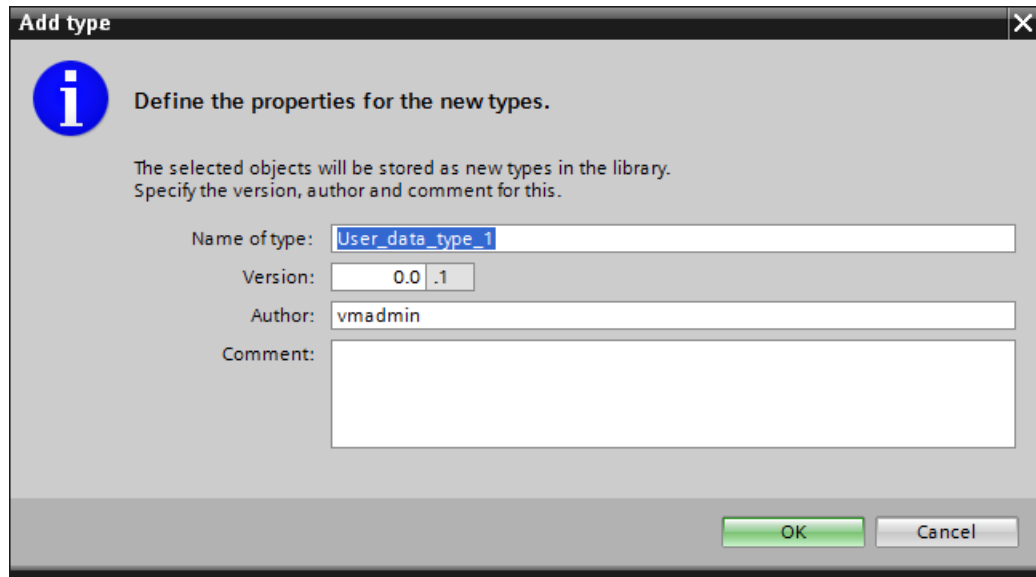 Add type
Define the properties for the new types.
The selected objects will be stored as new types in the library.
Specify the version, author and comment for this.
Name of type: User_data_type_1
Version: 0.0 .1
Author: vmadmin
Comment:
OK Cancel